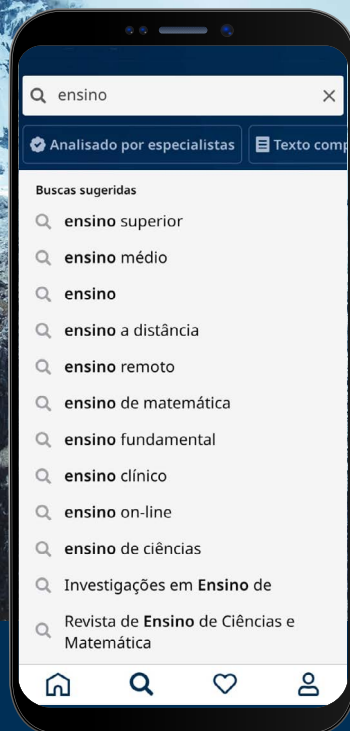 ensino
Analisado por especialistas
Texto comp
Buscas sugeridas
ensino superior
ensino médio
ensino
ensino a distância
ensino remoto
ensino de matemática
ensino fundamental
ensino clínico
ensino on-line
ensino de ciências
Investigações em Ensino de
Revista de Ensino de Ciências e
Matemática